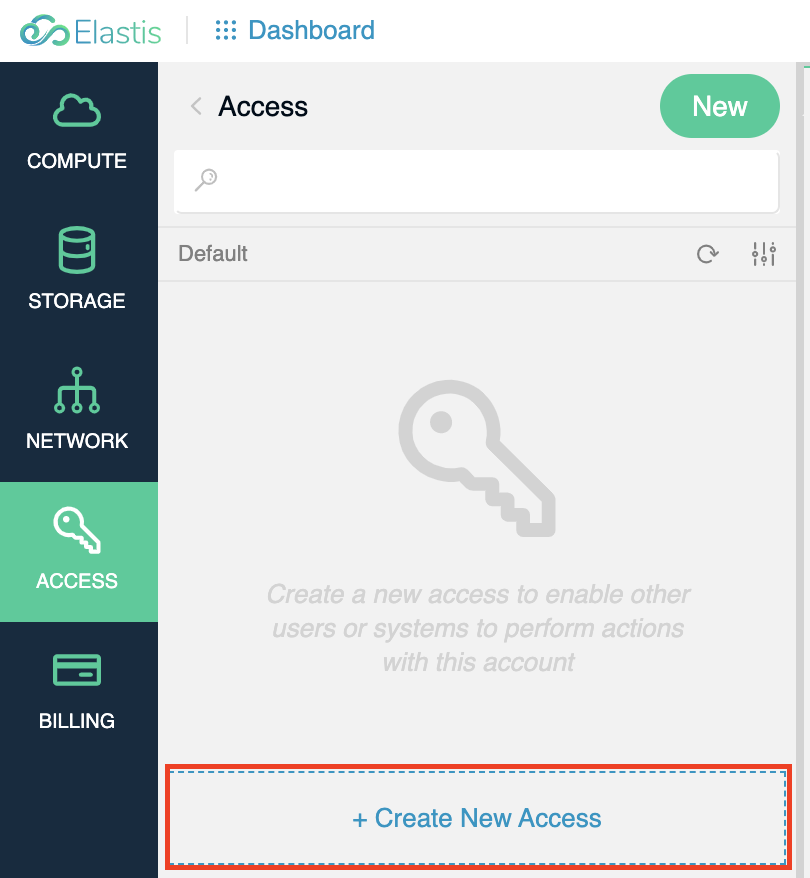 Elastis
Dashboard
COMPUTE
STORAGE
NETWORK
ACCESS
BILLING
Access
New
Default
Create a new access to enable other
users or systems to perform actions
with this account
+ Create New Access